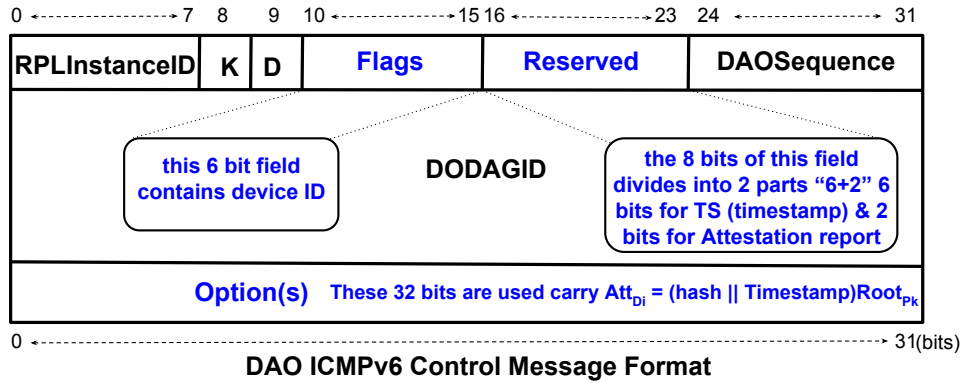 0 7 8 9 10 15 16 23 24 31
RPLInstanceID K D Flags Reserved DAOSequence
this 6 bit field
contains device ID
DODAGID
the 8 bits of this field
divides into 2 parts “6+2” 6
bits for TS (timestamp) & 2
bits for Attestation report
Option(s) These 32 bits are used carry Att_Di = (hash || Timestamp)Root_Pk
0 31(bits)
DAO ICMPv6 Control Message Format